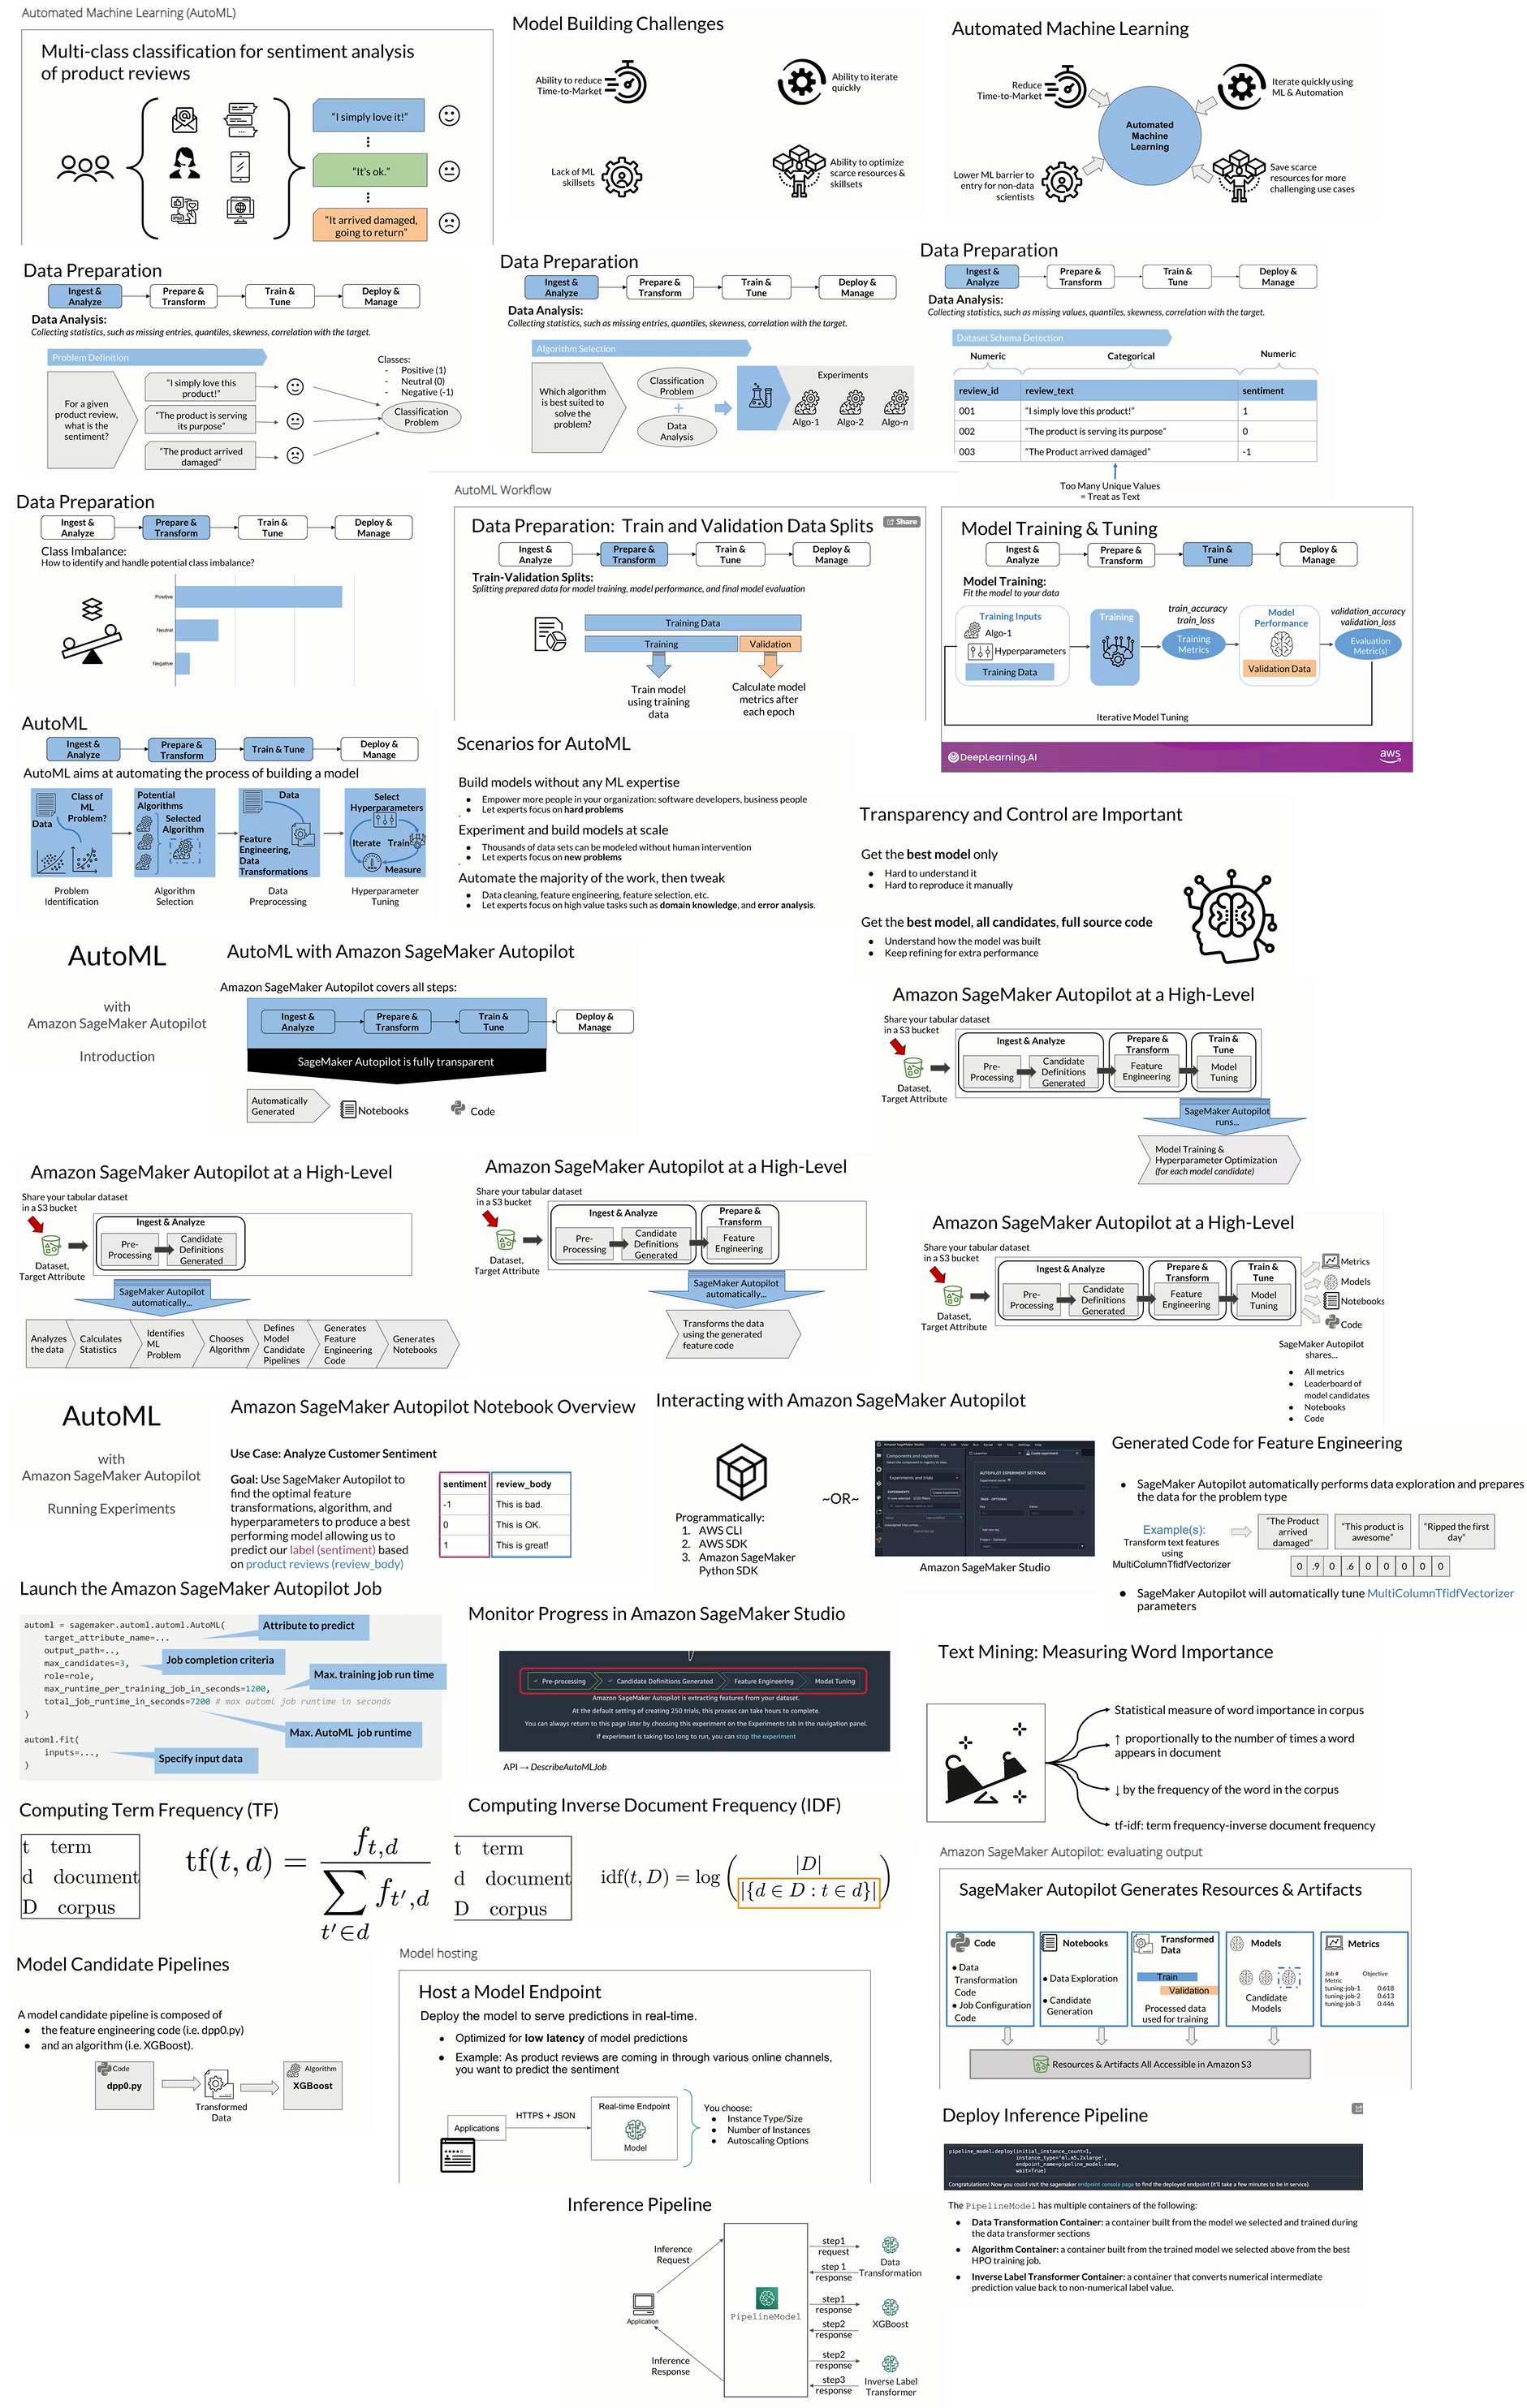 Automated Machine Learning (AutoML)
Multi-class classification for sentiment analysis
of product reviews
"I simply love it!"
"It's ok."
"It arrived damaged,
going to return"
Model Building Challenges
Ability to reduce
Time-to-Market
Ability to iterate
quickly
Lack of ML
skillsets
Ability to optimize
scarce resources &
skillsets
Automated Machine Learning
Reduce
Time-to-Market
Iterate quickly using
ML & Automation
Automated
Machine
Learning
Lower ML barrier to
entry for non-data
scientists
Save scarce
resources for more
challenging use cases
Data Preparation
Ingest &
Analyze
Prepare &
Transform
Train &
Tune
Deploy &
Manage
Data Analysis:
Collecting statistics, such as missing entries, quantiles, skewness, correlation with the target.
Problem Definition
For a given
product review,
what is the
sentiment?
"I simply love this
product!"
"The product is serving
its purpose"
"The product arrived
damaged"
Classes:
- Positive (1)
- Neutral (0)
- Negative (-1)
Classification
Problem
Data Preparation
Ingest &
Analyze
Prepare &
Transform
Train &
Tune
Deploy &
Manage
Data Analysis:
Collecting statistics, such as missing entries, quantiles, skewness, correlation with the target.
Algorithm Selection
Which algorithm
is best suited to
solve the
problem?
Classification
Problem
+
Data
Analysis
Experiments
Algo-1
Algo-2
Algo-n
Data Preparation
Ingest &
Analyze
Prepare &
Transform
Train &
Tune
Deploy &
Manage
Data Analysis:
Collecting statistics, such as missing values, quantiles, skewness, correlation with the target.
Dataset Schema Detection
Numeric
Categorical
Numeric
review_id review_text sentiment
001 "I simply love this product!" 1
002 "The product is serving its purpose" 0
003 "The Product arrived damaged" -1
Too Many Unique Values
= Treat as Text
Data Preparation
Ingest &
Analyze
Prepare &
Transform
Train &
Tune
Deploy &
Manage
Class Imbalance:
How to identify and handle potential class imbalance?
Positive
Neutral
Negative
AutoML Workflow
Data Preparation: Train and Validation Data Splits
Share
Ingest &
Analyze
Prepare &
Transform
Train &
Tune
Deploy &
Manage
Train-Validation Splits:
Splitting prepared data for model training, model performance, and final model evaluation
Training Data
Training
Validation
Train model
using training
data
Calculate model
metrics after
each epoch
Model Training & Tuning
Ingest &
Analyze
Prepare &
Transform
Train &
Tune
Deploy &
Manage
Model Training:
Fit the model to your data
Training Inputs
Algo-1
Hyperparameters
Training Data
Training
train_accuracy
train_loss
Training
Metrics
Model
Performance
Validation Data
validation_accuracy
validation_loss
Evaluation
Metric(s)
Iterative Model Tuning
DeepLearning.AI
aws
AutoML
Ingest &
Analyze
Prepare &
Transform
Train & Tune
Deploy &
Manage
AutoML aims at automating the process of building a model
Class of
ML
Problem?
Data
Problem
Identification
Potential
Algorithms
Selected
Algorithm
Algorithm
Selection
Data
Feature
Engineering,
Data
Transformations
Data
Preprocessing
Select
Hyperparameters
Iterate
Train
Measure
Hyperparameter
Tuning
Scenarios for AutoML
Build models without any ML expertise
● Empower more people in your organization: software developers, business people
● Let experts focus on hard problems
Experiment and build models at scale
● Thousands of data sets can be modeled without human intervention
● Let experts focus on new problems
Automate the majority of the work, then tweak
● Data cleaning, feature engineering, feature selection, etc.
● Let experts focus on high value tasks such as domain knowledge, and error analysis.
Transparency and Control are Important
Get the best model only
● Hard to understand it
● Hard to reproduce it manually
Get the best model, all candidates, full source code
● Understand how the model was built
● Keep refining for extra performance
AutoML
with
Amazon SageMaker Autopilot
Introduction
AutoML with Amazon SageMaker Autopilot
Amazon SageMaker Autopilot covers all steps:
Ingest &
Analyze
Prepare &
Transform
Train &
Tune
Deploy &
Manage
SageMaker Autopilot is fully transparent
Automatically
Generated
Notebooks
Code
Amazon SageMaker Autopilot at a High-Level
Share your tabular dataset
in a S3 bucket
Dataset,
Target Attribute
Ingest & Analyze
Pre-
Processing
Candidate
Definitions
Generated
Prepare &
Transform
Feature
Engineering
Train &
Tune
Model
Tuning
SageMaker Autopilot
runs...
Model Training &
Hyperparameter Optimization
(for each model candidate)
Amazon SageMaker Autopilot at a High-Level
Share your tabular dataset
in a S3 bucket
Dataset,
Target Attribute
Ingest & Analyze
Pre-
Processing
Candidate
Definitions
Generated
SageMaker Autopilot
automatically...
Analyzes
the data
Calculates
Statistics
Identifies
ML
Problem
Chooses
Algorithm
Defines
Model
Candidate
Pipelines
Generates
Feature
Engineering
Code
Generates
Notebooks
Amazon SageMaker Autopilot at a High-Level
Share your tabular dataset
in a S3 bucket
Dataset,
Target Attribute
Ingest & Analyze
Pre-
Processing
Candidate
Definitions
Generated
Prepare &
Transform
Feature
Engineering
SageMaker Autopilot
automatically...
Transforms the data
using the generated
feature code
Amazon SageMaker Autopilot at a High-Level
Share your tabular dataset
in a S3 bucket
Dataset,
Target Attribute
Ingest & Analyze
Pre-
Processing
Candidate
Definitions
Generated
Prepare &
Transform
Feature
Engineering
Train &
Tune
Model
Tuning
Metrics
Models
Notebooks
Code
SageMaker Autopilot
shares...
● All metrics
● Leaderboard of
model candidates
● Notebooks
● Code
AutoML
with
Amazon SageMaker Autopilot
Running Experiments
Amazon SageMaker Autopilot Notebook Overview
Use Case: Analyze Customer Sentiment
Goal: Use SageMaker Autopilot to
find the optimal feature
transformations, algorithm, and
hyperparameters to produce a best
performing model allowing us to
predict our label (sentiment) based
on product reviews (review_body)
sentiment review_body
-1 This is bad.
0 This is OK.
1 This is great!
Interacting with Amazon SageMaker Autopilot
Programmatically:
1. AWS CLI
2. AWS SDK
3. Amazon SageMaker
Python SDK
~OR~
Amazon SageMaker Studio
Components and registries
Experiments and trials
EXPERIMENTS
AUTOPILOT EXPERIMENT SETTINGS
Amazon SageMaker Studio
Generated Code for Feature Engineering
● SageMaker Autopilot automatically performs data exploration and prepares
the data for the problem type
Example(s):
Transform text features
using
MultiColumnTfidfVectorizer
"The Product
arrived
damaged"
"This product is
awesome"
"Ripped the first
day"
0 .9 0 .6 0 0 0 0 0
● SageMaker Autopilot will automatically tune MultiColumnTfidfVectorizer
parameters
Launch the Amazon SageMaker Autopilot Job
automl = sagemaker.automl.automl.AutoML(
target_attribute_name=...
output_path=..,
max_candidates=3,
role=role,
max_runtime_per_training_job_in_seconds=1200,
total_job_runtime_in_seconds=7200 # max automl job runtime in seconds
)
automl.fit(
inputs=...,
)
Attribute to predict
Job completion criteria
Max. training job run time
Max. AutoML job runtime
Specify input data
Monitor Progress in Amazon SageMaker Studio
Pre-processing
Candidate Definitions Generated
Feature Engineering
Model Tuning
Amazon SageMaker Autopilot is extracting features from your dataset.
At the default setting of creating 250 trials, this process can take hours to complete.
You can always return to this page later by choosing this experiment on the Experiments tab in the navigation panel.
If experiment is taking too long to run, you can stop the experiment
API → DescribeAutoMLJob
Text Mining: Measuring Word Importance
Statistical measure of word importance in corpus
↑ proportionally to the number of times a word
appears in document
↓ by the frequency of the word in the corpus
tf-idf: term frequency-inverse document frequency
Computing Term Frequency (TF)
t term
d document
D corpus
tf(t, d) = f_{t,d} / ∑_{t'∈d} f_{t',d}
Computing Inverse Document Frequency (IDF)
t term
d document
D corpus
idf(t, D) = log ( |D| / |{d ∈ D : t ∈ d}| )
Amazon SageMaker Autopilot: evaluating output
SageMaker Autopilot Generates Resources & Artifacts
Code
● Data
Transformation
Code
● Job Configuration
Code
Notebooks
● Data Exploration
● Candidate
Generation
Transformed
Data
Train
Validation
Processed data
used for training
Models
Candidate
Models
Metrics
Job # Objective
Metric
tuning-job-1 0.618
tuning-job-2 0.613
tuning-job-3 0.446
Resources & Artifacts All Accessible in Amazon S3
Model Candidate Pipelines
A model candidate pipeline is composed of
● the feature engineering code (i.e. dpp0.py)
● and an algorithm (i.e. XGBoost).
Code
dpp0.py
Transformed
Data
Algorithm
XGBoost
Model hosting
Host a Model Endpoint
Deploy the model to serve predictions in real-time.
● Optimized for low latency of model predictions
● Example: As product reviews are coming in through various online channels,
you want to predict the sentiment
Applications
HTTPS + JSON
Real-time Endpoint
Model
You choose:
● Instance Type/Size
● Number of Instances
● Autoscaling Options
Deploy Inference Pipeline
pipeline_model.deploy(initial_instance_count=1,
instance_type='ml.m5.2xlarge',
endpoint_name=pipeline_model.name,
wait=True)
Congratulations! Now you could visit the sagemaker endpoint console page to find the deployed endpoint (it'll take a few minutes to be in service).
The PipelineModel has multiple containers of the following:
● Data Transformation Container: a container built from the model we selected and trained during
the data transformer sections
● Algorithm Container: a container built from the trained model we selected above from the best
HPO training job.
● Inverse Label Transformer Container: a container that converts numerical intermediate
prediction value back to non-numerical label value.
Inference Pipeline
Inference
Request
Application
Inference
Response
PipelineModel
step1
request
step 1
response
Data
Transformation
step1
response
step2
response
XGBoost
step2
response
step3
response
Inverse Label
Transformer